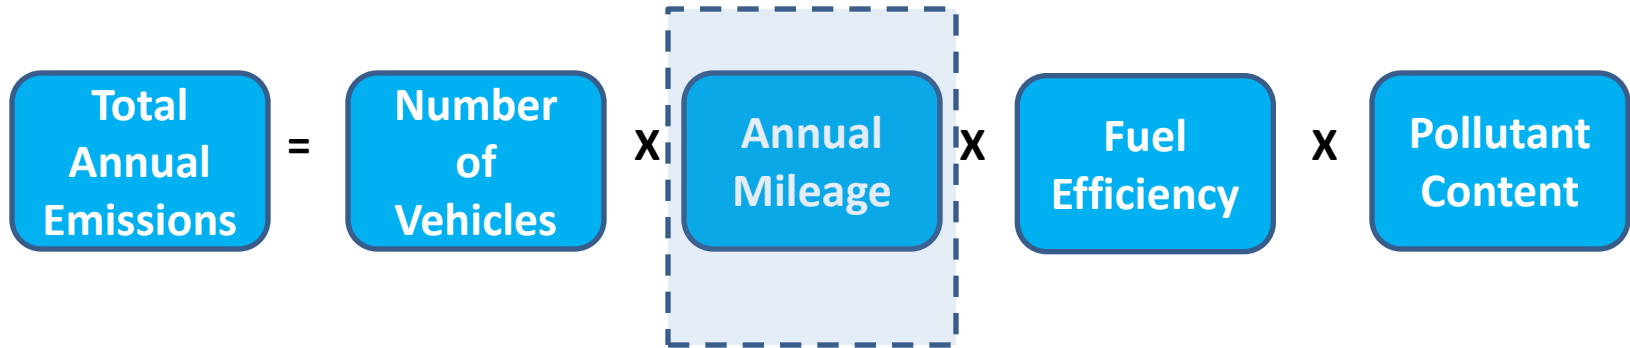 Total
Annual
Emissions
=
Number
of
Vehicles
X
Annual
Mileage
X
Fuel
Efficiency
X
Pollutant
Content